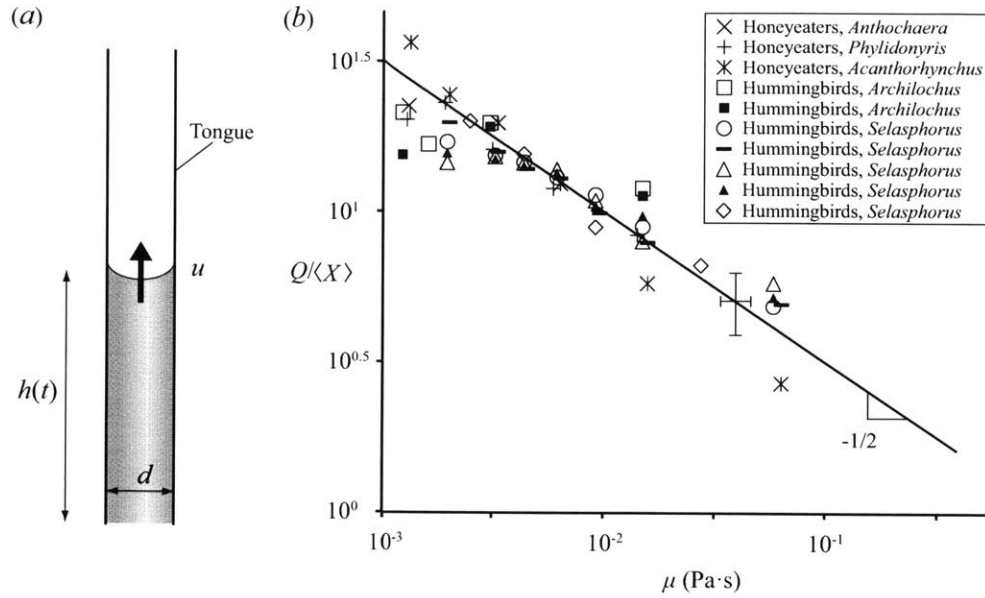 (a)
Tongue
u
h(t)
d
(b)
10^1.5
10^1
Q/⟨X⟩
10^0.5
10^0
10^-3
10^-2
10^-1
μ (Pa·s)
-1/2
Honeyeaters, Anthochaera
Honeyeaters, Phylidonyris
Honeyeaters, Acanthorhynchus
Hummingbirds, Archilochus
Hummingbirds, Archilochus
Hummingbirds, Selasphorus
Hummingbirds, Selasphorus
Hummingbirds, Selasphorus
Hummingbirds, Selasphorus
Hummingbirds, Selasphorus